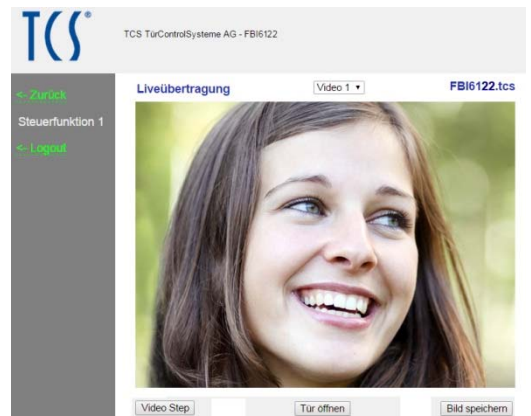 TCS
TCS TürControlSysteme AG - FBI6122
<- Zurück
Steuerfunktion 1
<- Logout
Liveübertragung
Video 1
FBI6122.tcs
Video Step
Tür öffnen
Bild speichern